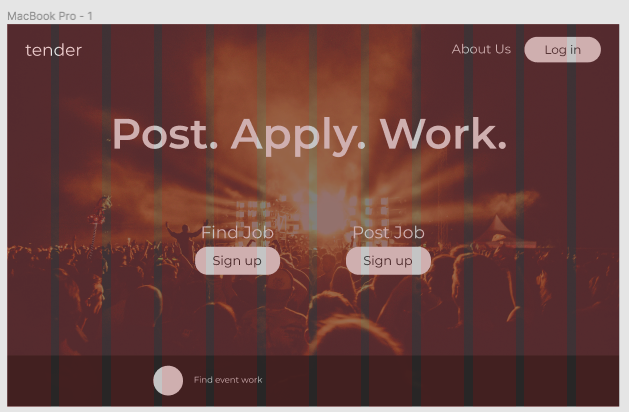 MacBook Pro - 1
tender
About Us
Log in
Post. Apply. Work.
Find Job
Post Job
Sign up
Sign up
Find event work